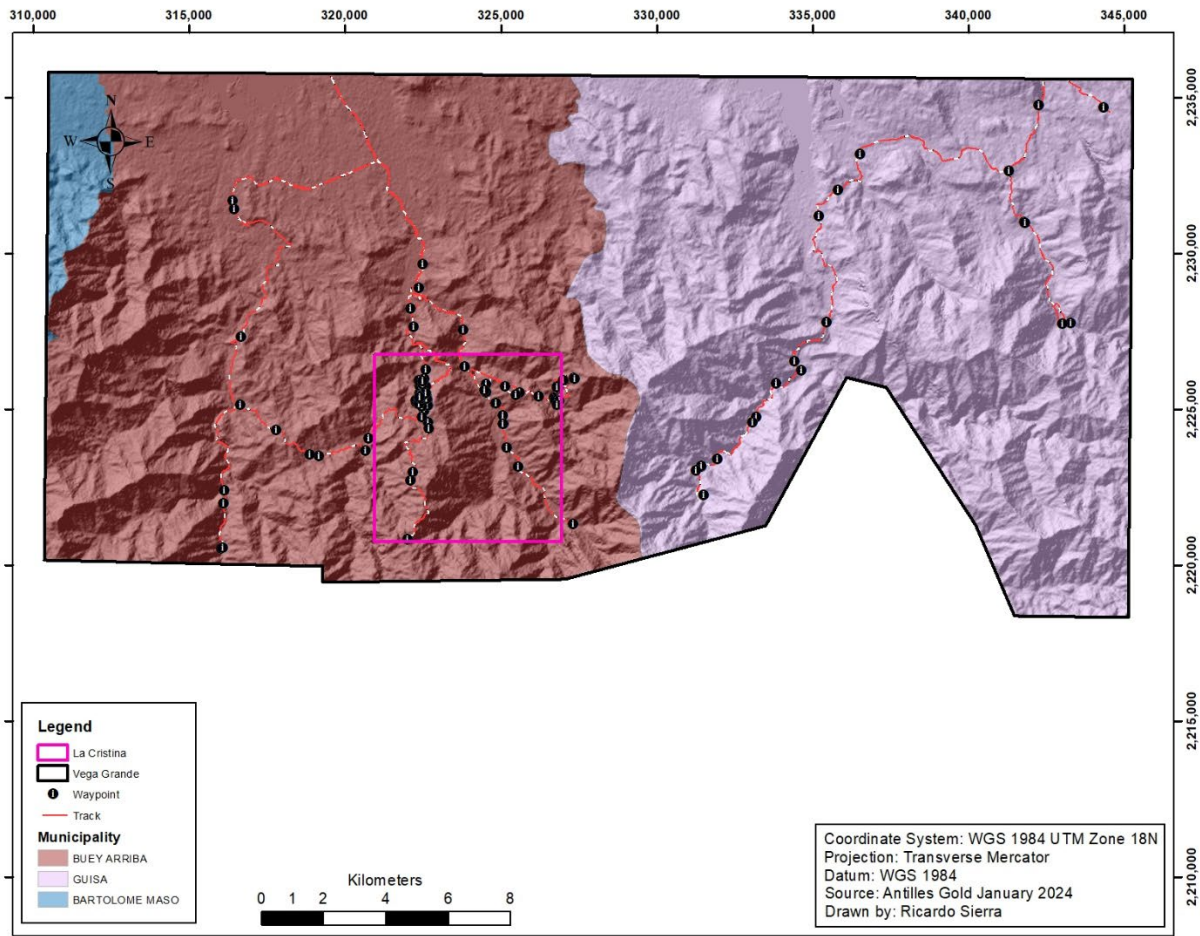 310,000 315,000 320,000 325,000 330,000 335,000 340,000 345,000
2,235,000
2,230,000
2,225,000
2,220,000
2,215,000
2,210,000
N
W E
S
Legend
La Cristina
Vega Grande
Waypoint
Track
Municipality
BUEY ARRIBA
GUISA
BARTOLOME MASO
Kilometers
0 1 2 4 6 8
Coordinate System: WGS 1984 UTM Zone 18N
Projection: Transverse Mercator
Datum: WGS 1984
Source: Antilles Gold January 2024
Drawn by: Ricardo Sierra